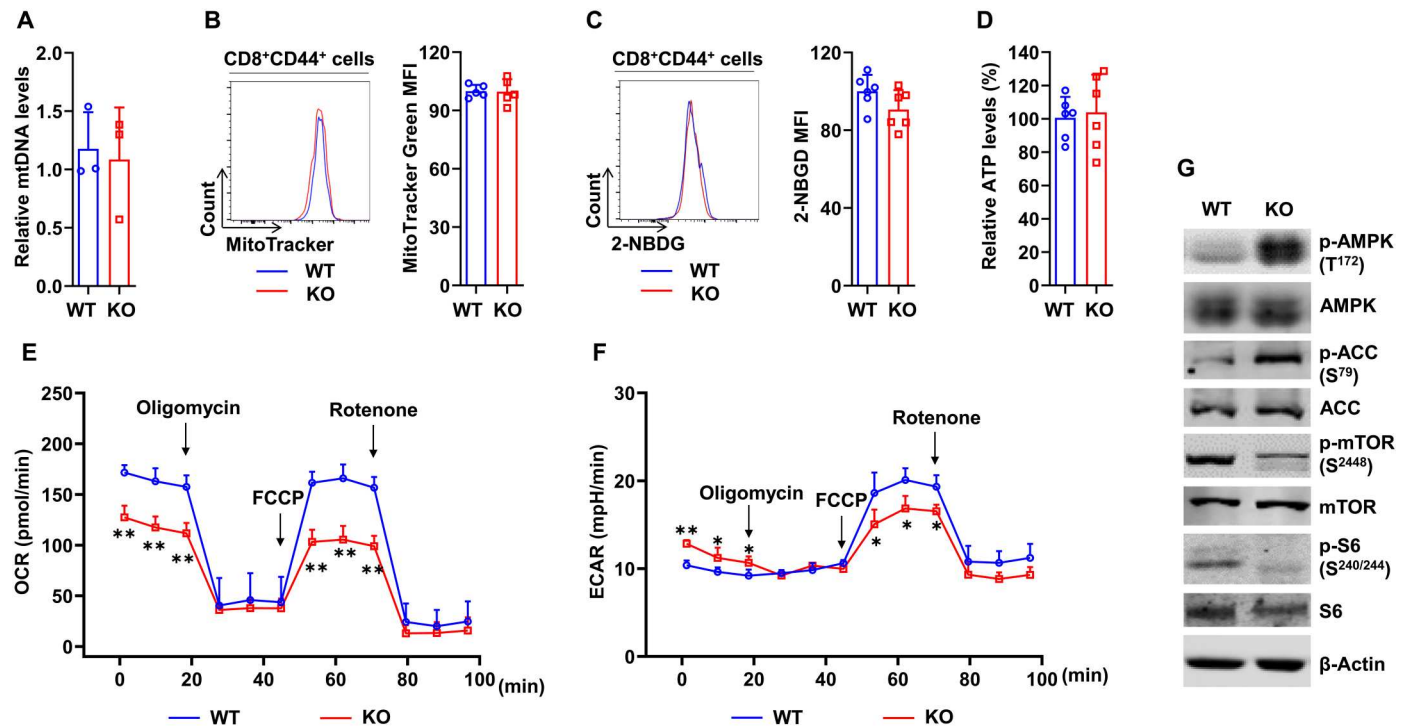 A
Relative mtDNA levels
2.0
1.5
1.0
0.5
0.0
WT KO
B
CD8⁺CD44⁺ cells
Count
MitoTracker
WT
KO
MitoTracker Green MFI
120
90
60
30
0
WT KO
C
CD8⁺CD44⁺ cells
Count
2-NBDG
WT
KO
2-NBGD MFI
120
80
40
0
WT KO
D
Relative ATP levels (%)
140
120
100
80
60
40
20
0
WT KO
E
OCR (pmol/min)
250
200
150
100
50
0
Oligomycin
FCCP
Rotenone
** ** ** ** ** **
0 20 40 60 80 100 (min)
WT KO
F
ECAR (mpH/min)
30
20
10
0
Oligomycin
FCCP
Rotenone
** * * * * *
0 20 40 60 80 100 (min)
WT KO
G
WT KO
p-AMPK
(T¹⁷²)
AMPK
p-ACC
(S⁷⁹)
ACC
p-mTOR
(S²⁴⁴⁸)
mTOR
p-S6
(S²⁴⁰/²⁴⁴)
S6
β-Actin